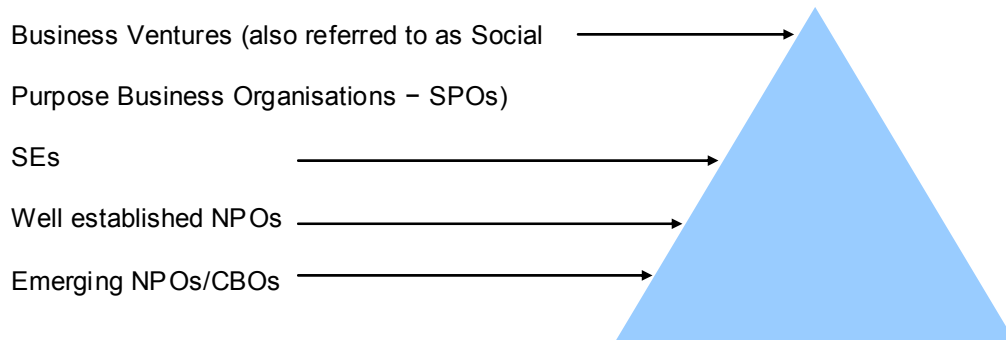 Business Ventures (also referred to as Social
Purpose Business Organisations − SPOs)
SEs
Well established NPOs
Emerging NPOs/CBOs